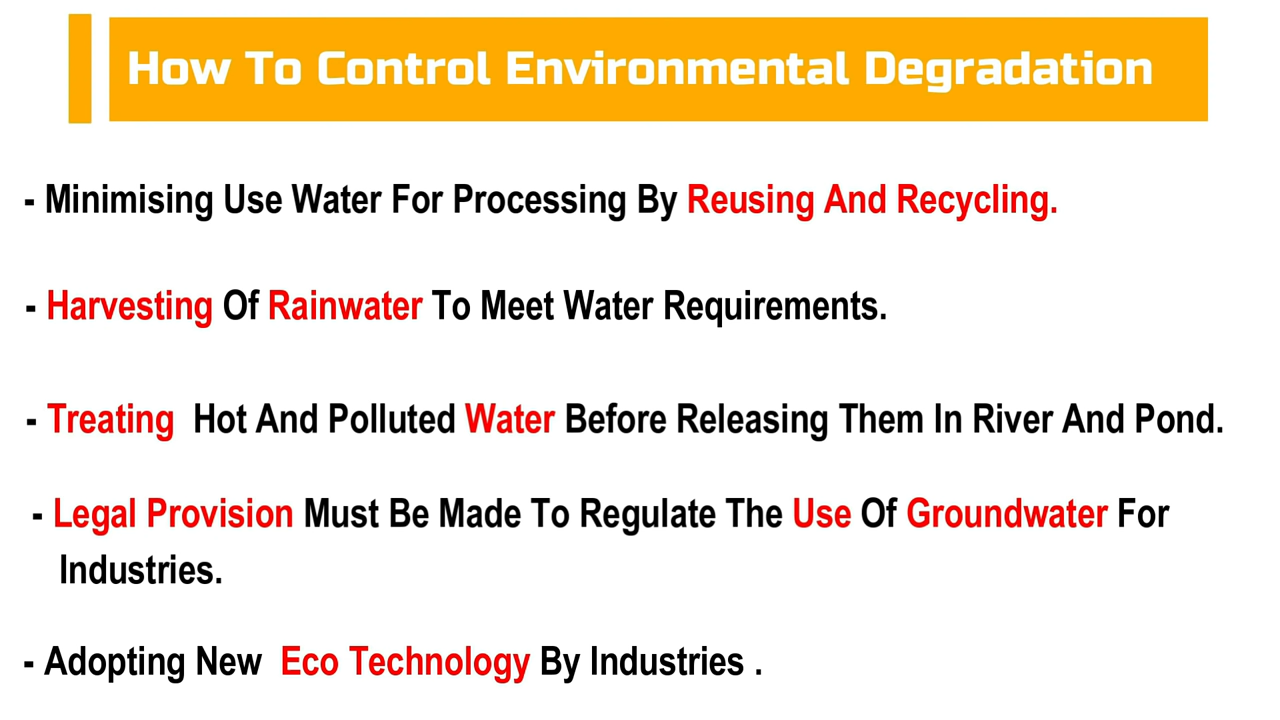 How To Control Environmental Degradation
- Minimising Use Water For Processing By Reusing And Recycling.
- Harvesting Of Rainwater To Meet Water Requirements.
- Treating Hot And Polluted Water Before Releasing Them In River And Pond.
- Legal Provision Must Be Made To Regulate The Use Of Groundwater For
Industries.
- Adopting New Eco Technology By Industries .